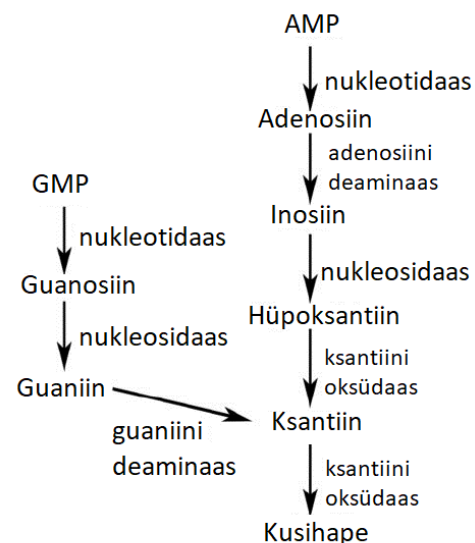 AMP
nukleotidaas
Adenosiin
adenosiini
deaminaas
GMP
Inosiin
nukleotidaas
nukleosidaas
Guanosiin
Hüpoksantiin
nukleosidaas
ksantiini
oksüdaas
Guaniin
Ksantiin
guaniini
deaminaas
ksantiini
oksüdaas
Kusihape